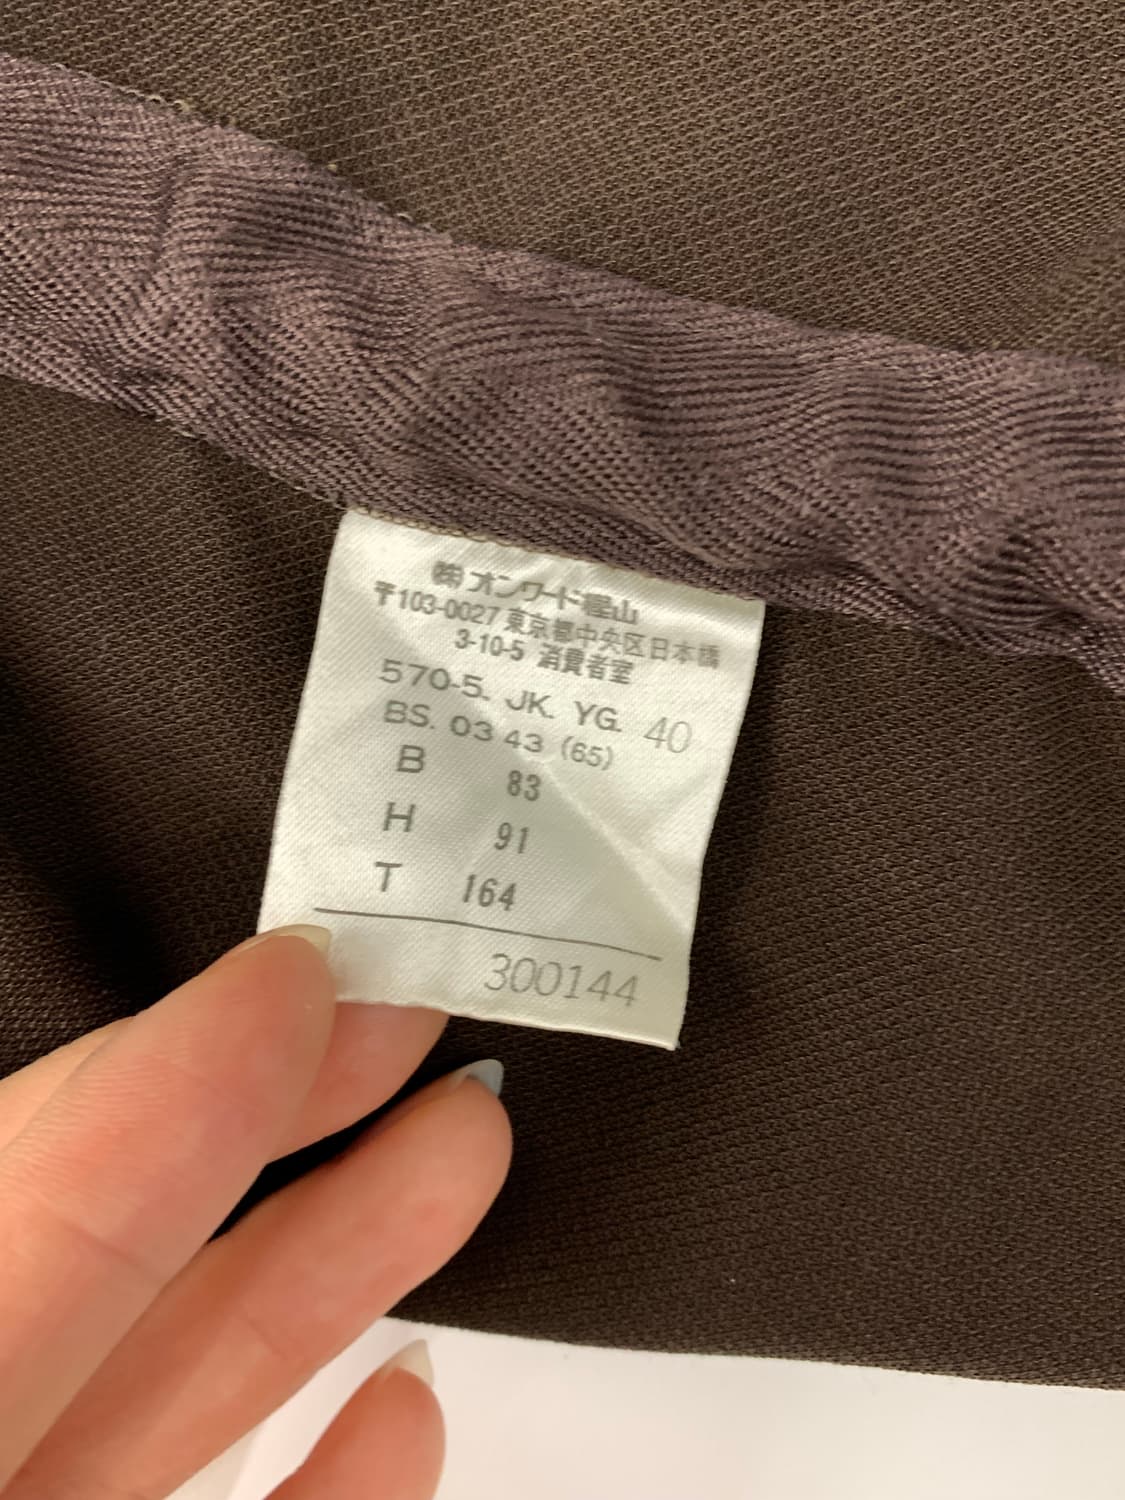 ㈱オンワード樫山
〒103-0027 東京都中央区日本橋
3-10-5 消費者室
570-5. JK. YG. 40
BS. 03 43 (65)
B 83
H 91
T 164
300144